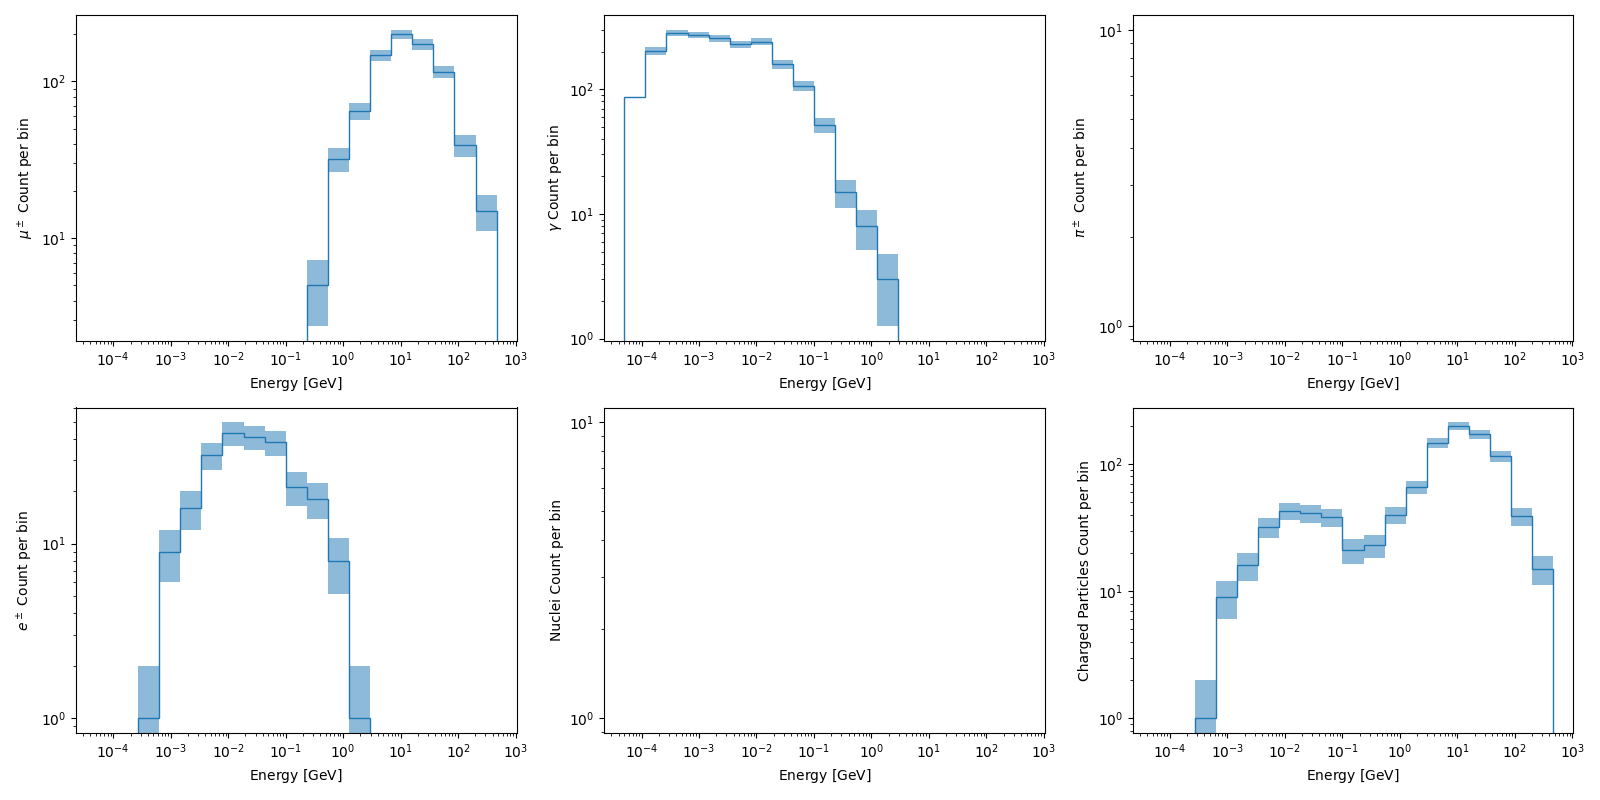 μ± Count per bin
10²
10¹
10⁻⁴ 10⁻³ 10⁻² 10⁻¹ 10⁰ 10¹ 10² 10³
Energy [GeV]
γ Count per bin
10²
10¹
10⁰
10⁻⁴ 10⁻³ 10⁻² 10⁻¹ 10⁰ 10¹ 10² 10³
Energy [GeV]
π± Count per bin
10¹
10⁰
10⁻⁴ 10⁻³ 10⁻² 10⁻¹ 10⁰ 10¹ 10² 10³
Energy [GeV]
e± Count per bin
10¹
10⁰
10⁻⁴ 10⁻³ 10⁻² 10⁻¹ 10⁰ 10¹ 10² 10³
Energy [GeV]
Nuclei Count per bin
10¹
10⁰
10⁻⁴ 10⁻³ 10⁻² 10⁻¹ 10⁰ 10¹ 10² 10³
Energy [GeV]
Charged Particles Count per bin
10²
10¹
10⁰
10⁻⁴ 10⁻³ 10⁻² 10⁻¹ 10⁰ 10¹ 10² 10³
Energy [GeV]